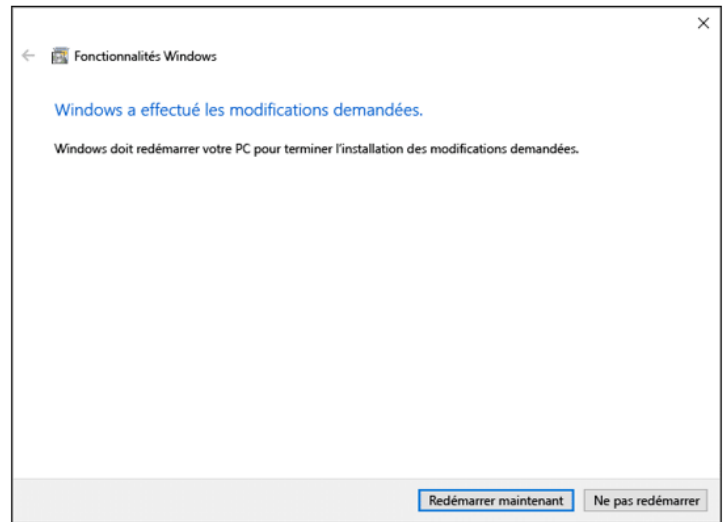 Fonctionnalités Windows
Windows a effectué les modifications demandées.
Windows doit redémarrer votre PC pour terminer l'installation des modifications demandées.
Redémarrer maintenant
Ne pas redémarrer